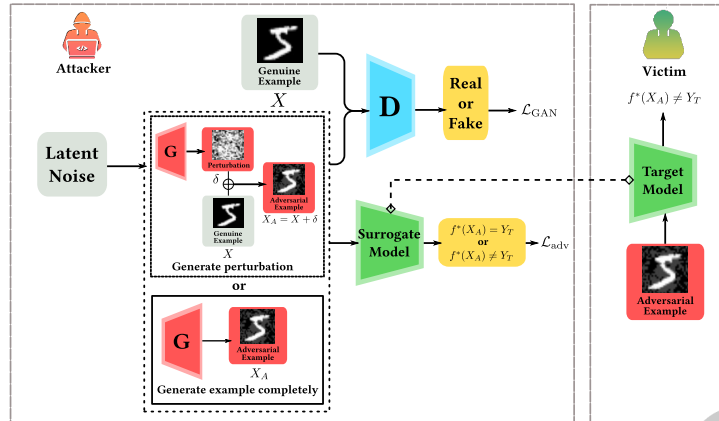 Attacker
Genuine
Example
X
D
Real
or
Fake
ℒ_GAN
Latent
Noise
G
Perturbation
δ
Adversarial
Example
X_A = X + δ
Genuine
Example
X
Generate perturbation
or
G
Adversarial
Example
X_A
Generate example completely
Surrogate
Model
f*(X_A) = Y_T
or
f*(X_A) ≠ Y_T
ℒ_adv
Victim
f*(X_A) ≠ Y_T
Target
Model
Adversarial
Example